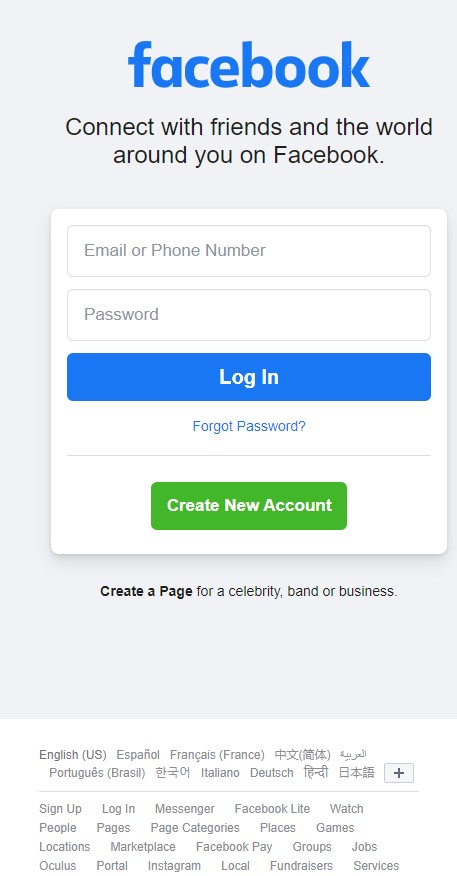 facebook
Connect with friends and the world
around you on Facebook.
Email or Phone Number
Password
Log In
Forgot Password?
Create New Account
Create a Page for a celebrity, band or business.
English (US) Español Français (France) 中文(简体) العربية
Português (Brasil) 한국어 Italiano Deutsch हिन्दी 日本語 +
Sign Up Log In Messenger Facebook Lite Watch
People Pages Page Categories Places Games
Locations Marketplace Facebook Pay Groups Jobs
Oculus Portal Instagram Local Fundraisers Services